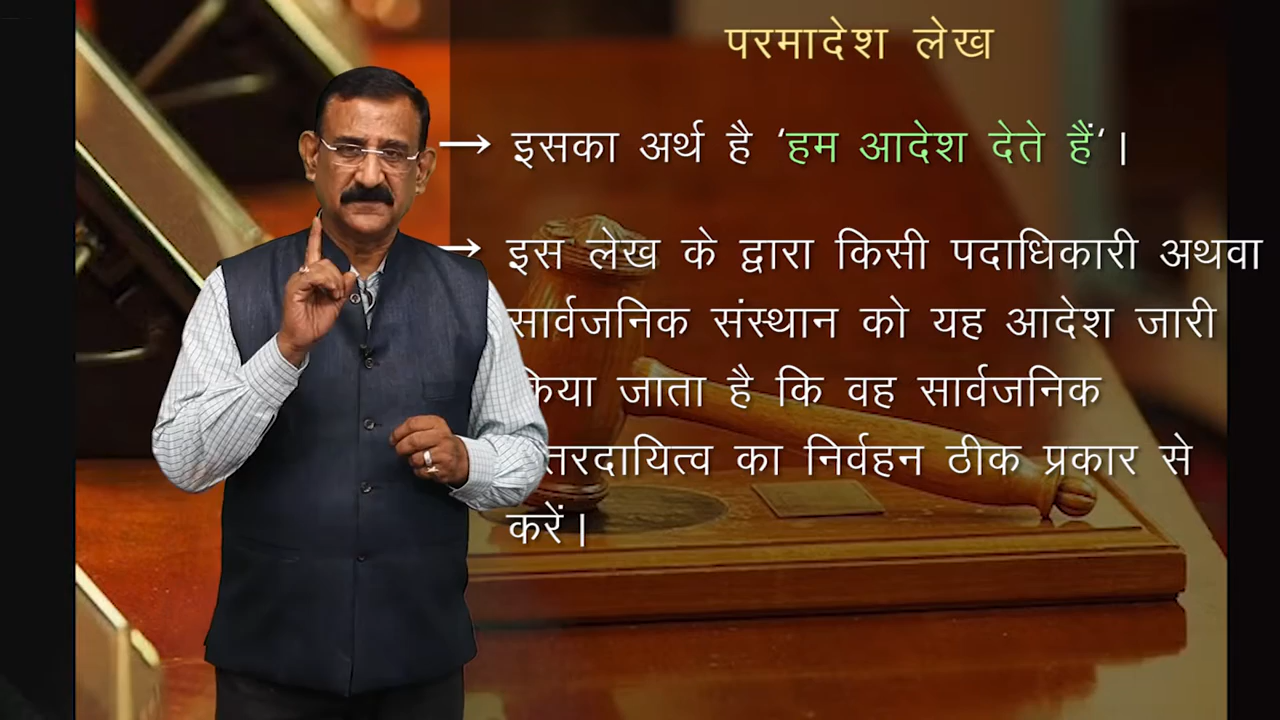 परमादेश लेख
→ इसका अर्थ है ‘हम आदेश देते हैं‘।
→ इस लेख के द्वारा किसी पदाधिकारी अथवा
सार्वजनिक संस्थान को यह आदेश जारी
किया जाता है कि वह सार्वजनिक
का निर्वहन ठीक प्रकार से
करें।